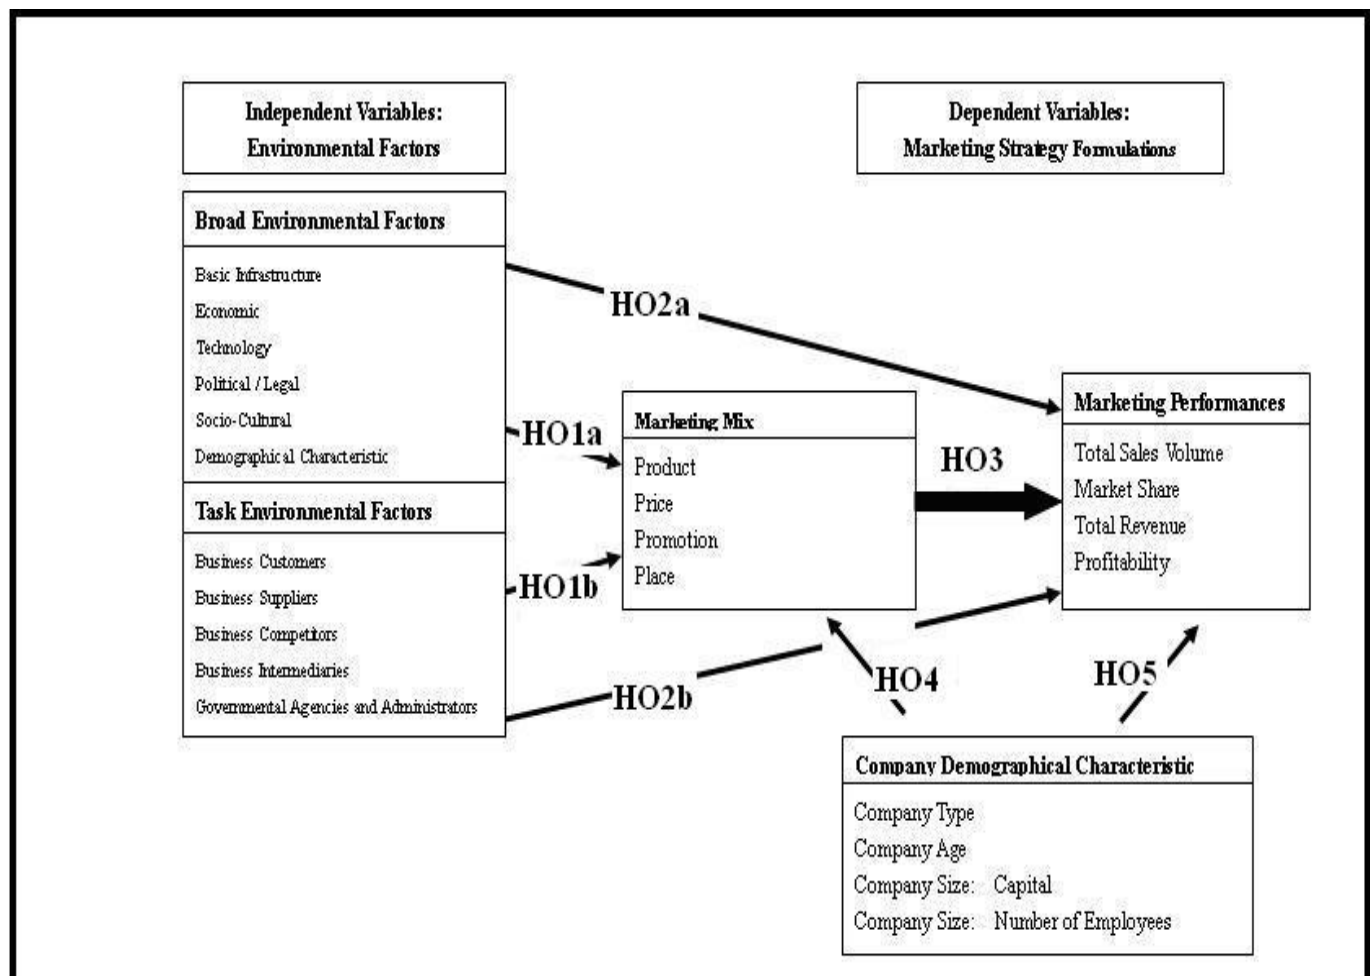 Independent Variables:
Environmental Factors
Dependent Variables:
Marketing Strategy Formulations
Broad Environmental Factors
Basic Infrastructure
Economic
Technology
Political / Legal
Socio-Cultural
Demographical Characteristic
Task Environmental Factors
Business Customers
Business Suppliers
Business Competitors
Business Intermediaries
Governmental Agencies and Administrators
HO2a
HO1a
HO1b
HO2b
Marketing Mix
Product
Price
Promotion
Place
HO3
Marketing Performances
Total Sales Volume
Market Share
Total Revenue
Profitability
HO4
HO5
Company Demographical Characteristic
Company Type
Company Age
Company Size: Capital
Company Size: Number of Employees